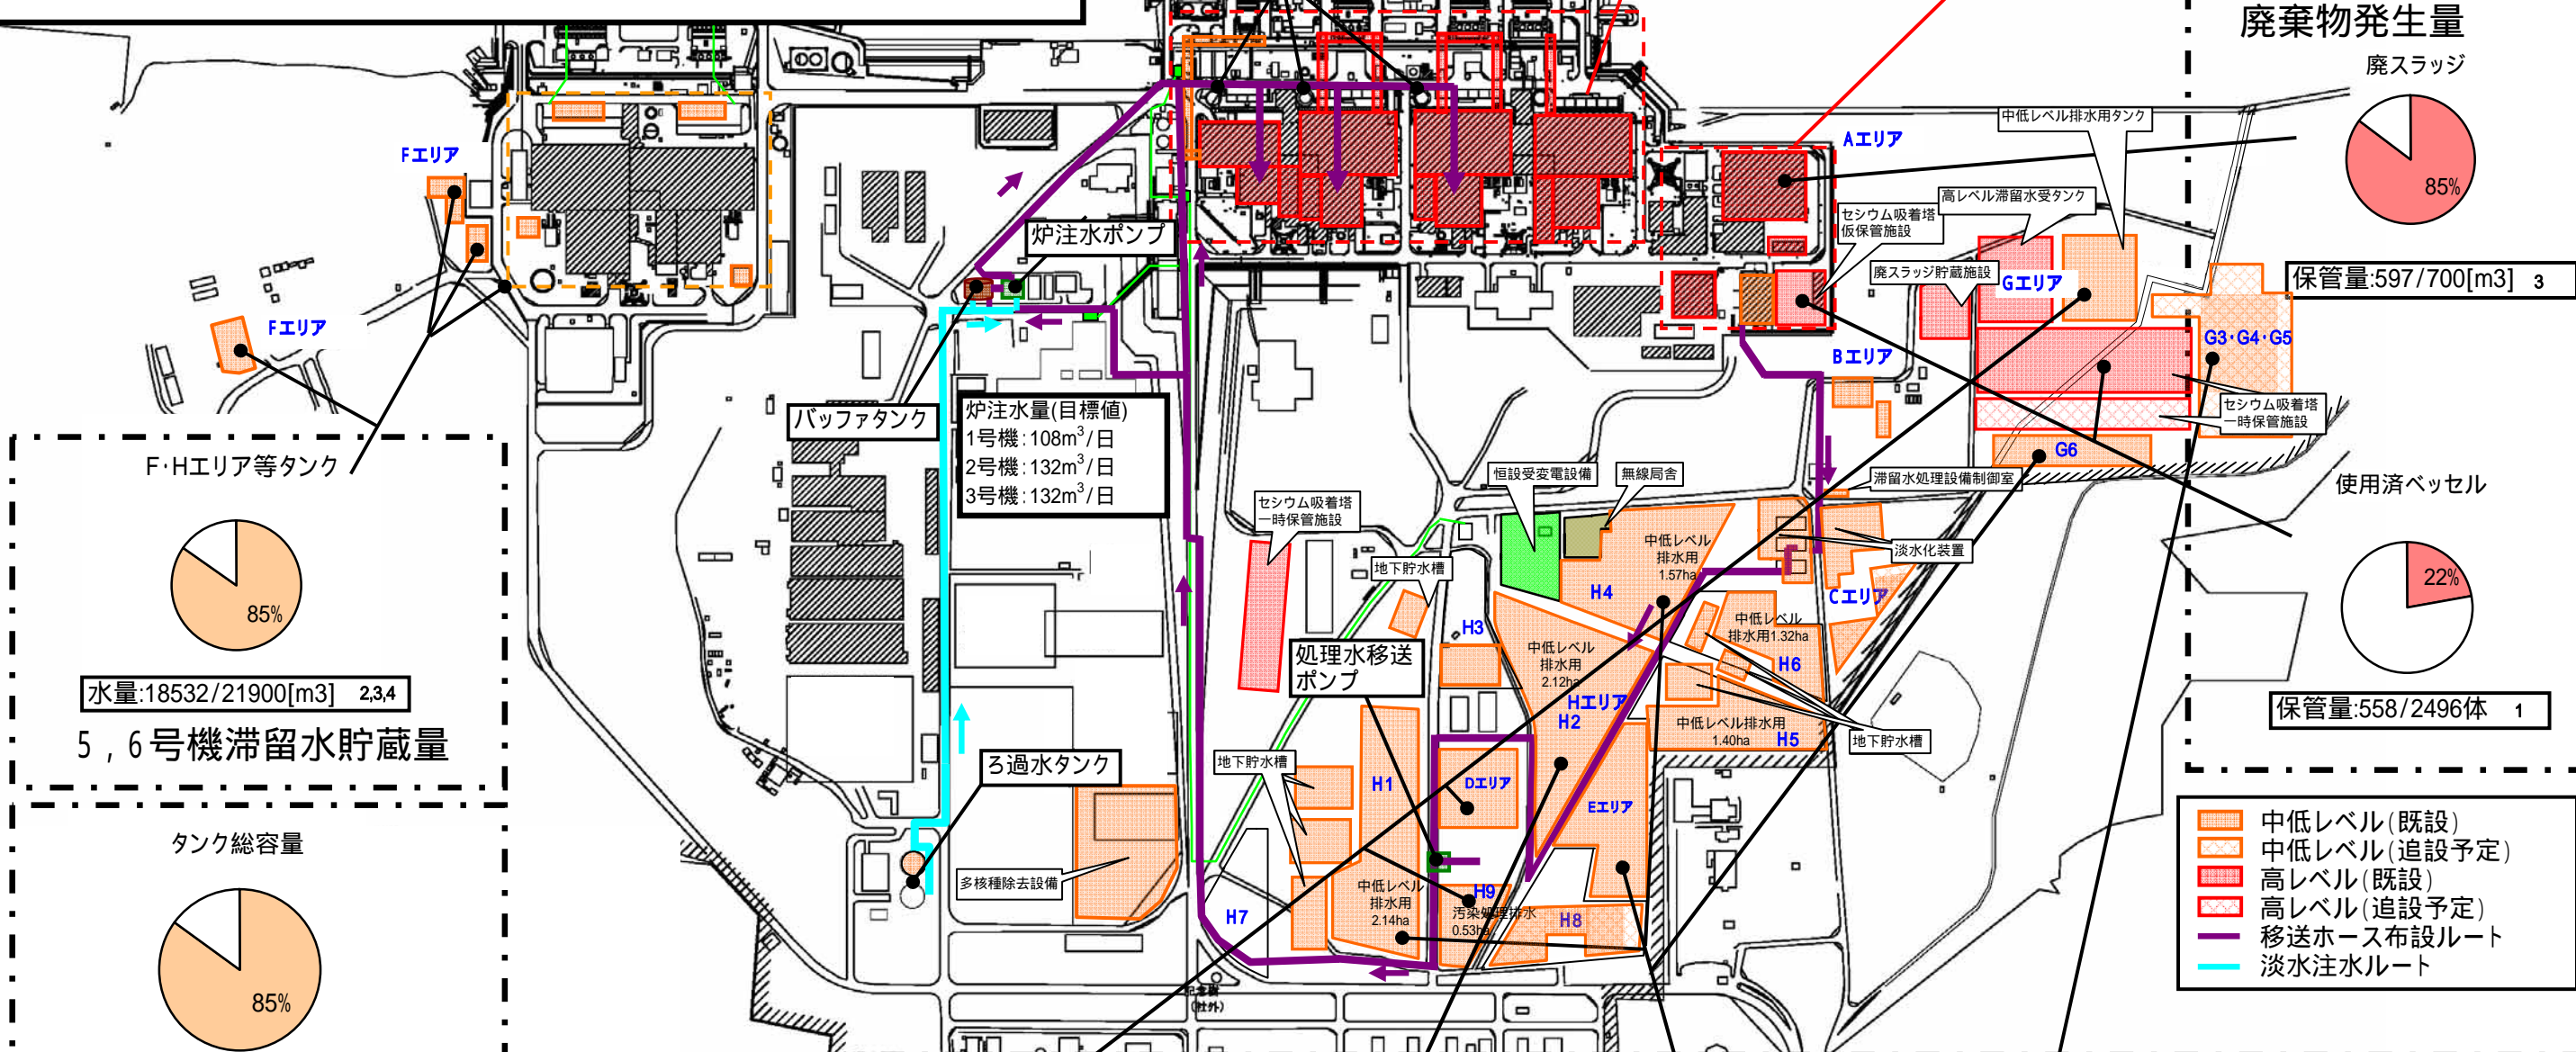 廃棄物発生量
廃スラッジ
85%
保管量:597/700[m3] 3
使用済ベッセル
22%
保管量:558/2496体 1
Fエリア
Fエリア
F・Hエリア等タンク
85%
水量:18532/21900[m3] 2,3,4
5,6号機滞留水貯蔵量
タンク総容量
85%
炉注水ポンプ
バッファタンク
炉注水量(目標値)
1号機:108m³/日
2号機:132m³/日
3号機:132m³/日
ろ過水タンク
多核種除去設備
Aエリア
中低レベル排水用タンク
高レベル滞留水受タンク
セシウム吸着塔
仮保管施設
廃スラッジ貯蔵施設
Gエリア
G3・G4・G5
Bエリア
セシウム吸着塔
一時保管施設
G6
滞留水処理設備制御室
恒設受変電設備
無線局舎
セシウム吸着塔
一時保管施設
地下貯水槽
中低レベル
排水用
1.57ha
H4
淡水化装置
Cエリア
H3
中低レベル
排水用1.32ha
H6
中低レベル
排水用
2.12ha
処理水移送
ポンプ
Hエリア
H2
中低レベル排水用
1.40ha
H5
地下貯水槽
地下貯水槽
H1
Dエリア
Eエリア
中低レベル
排水用
2.14ha
H9
汚染処理排水
0.53ha
H8
H7
記念樹
(社外)
中低レベル(既設)
中低レベル(追設予定)
高レベル(既設)
高レベル(追設予定)
移送ホース布設ルート
淡水注水ルート